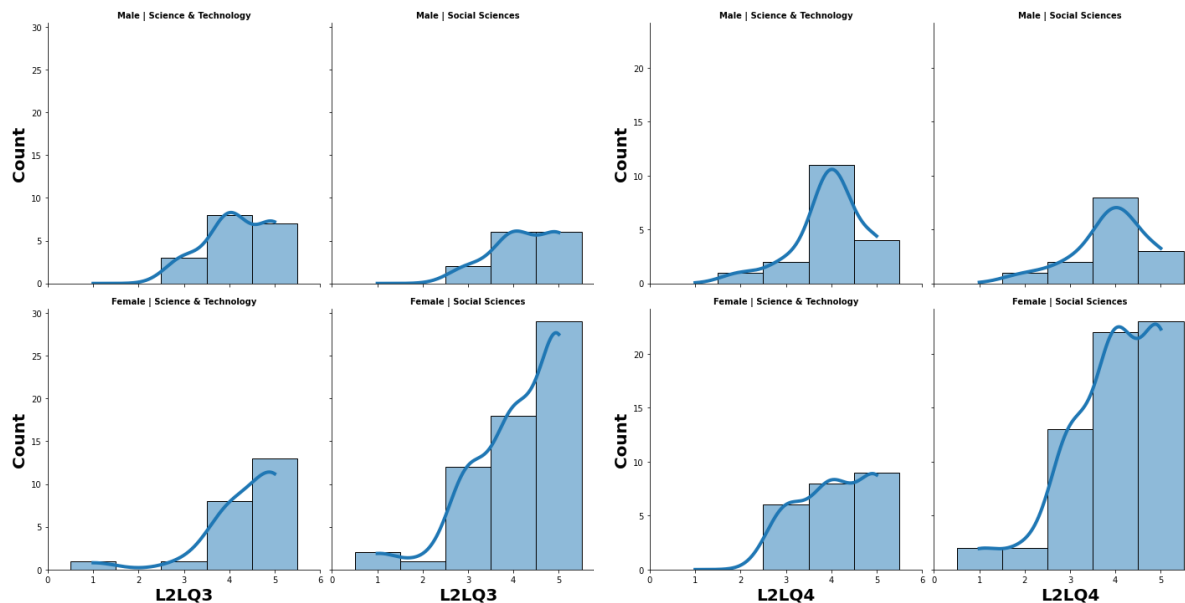 Male | Science & Technology
Male | Social Sciences
Male | Science & Technology
Male | Social Sciences
30
25
20
15
10
5
0
Count
20
15
10
5
0
Count
Female | Science & Technology
Female | Social Sciences
Female | Science & Technology
Female | Social Sciences
30
25
20
15
10
5
0
Count
20
15
10
5
0
Count
0 1 2 3 4 5 6
0 1 2 3 4 5
0 1 2 3 4 5 6
0 1 2 3 4 5
L2LQ3
L2LQ3
L2LQ4
L2LQ4